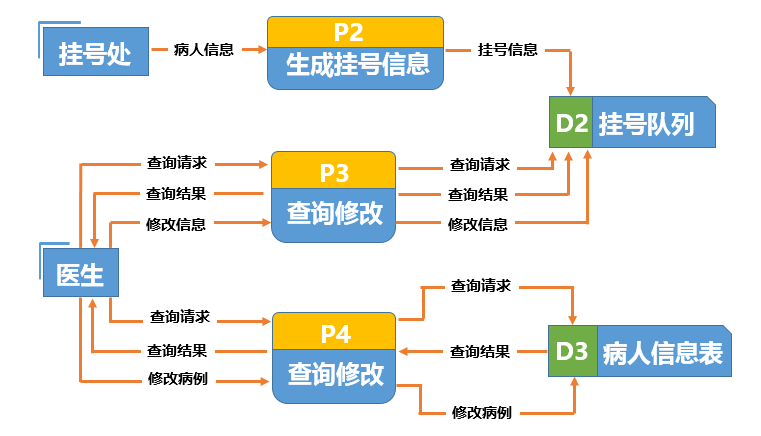 挂号处
病人信息
P2
生成挂号信息
挂号信息
D2
挂号队列
查询请求
查询结果
修改信息
P3
查询修改
查询请求
查询结果
修改信息
医生
查询请求
查询结果
修改病例
P4
查询修改
查询请求
查询结果
修改病例
D3
病人信息表